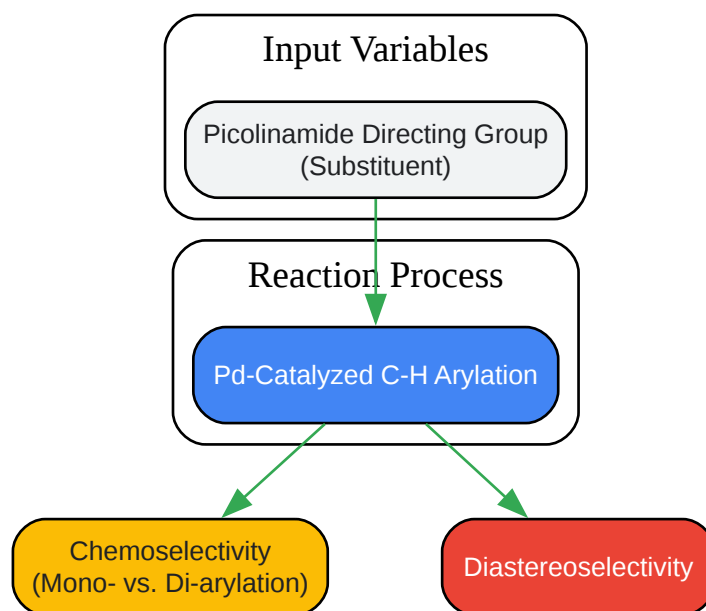 Input Variables
Picolinamide Directing Group
(Substituent)
Reaction Process
Pd-Catalyzed C-H Arylation
Chemoselectivity
(Mono- vs. Di-arylation)
Diastereoselectivity